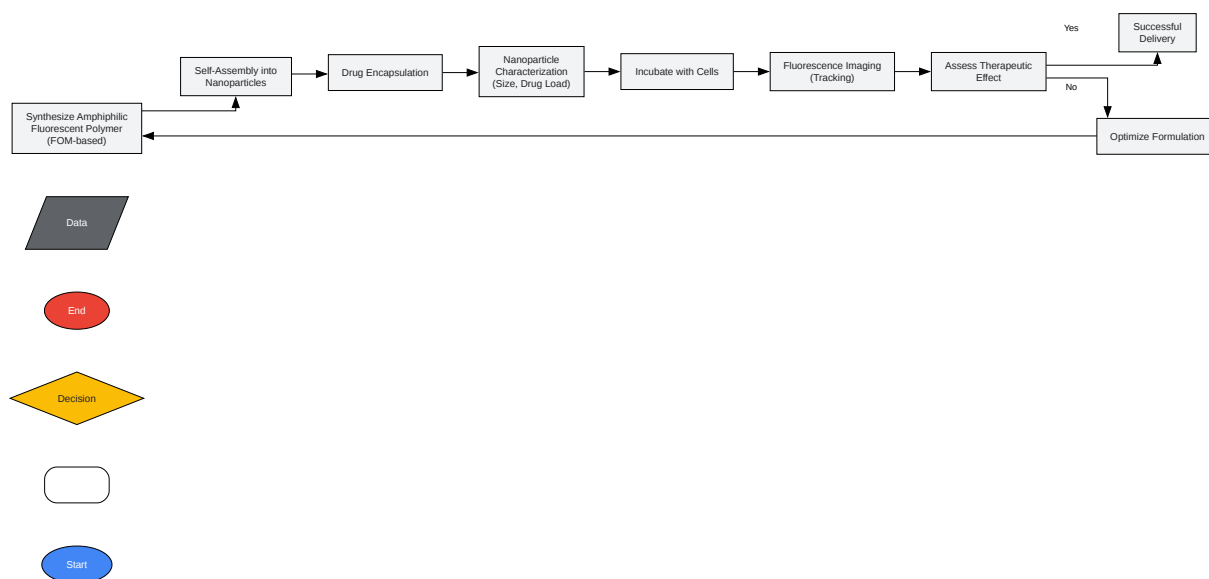 Synthesize Amphiphilic
Fluorescent Polymer
(FOM-based)
Self-Assembly into
Nanoparticles
Drug Encapsulation
Nanoparticle
Characterization
(Size, Drug Load)
Incubate with Cells
Fluorescence Imaging
(Tracking)
Assess Therapeutic
Effect
Yes
Successful
Delivery
No
Optimize Formulation
Data
End
Decision
Start